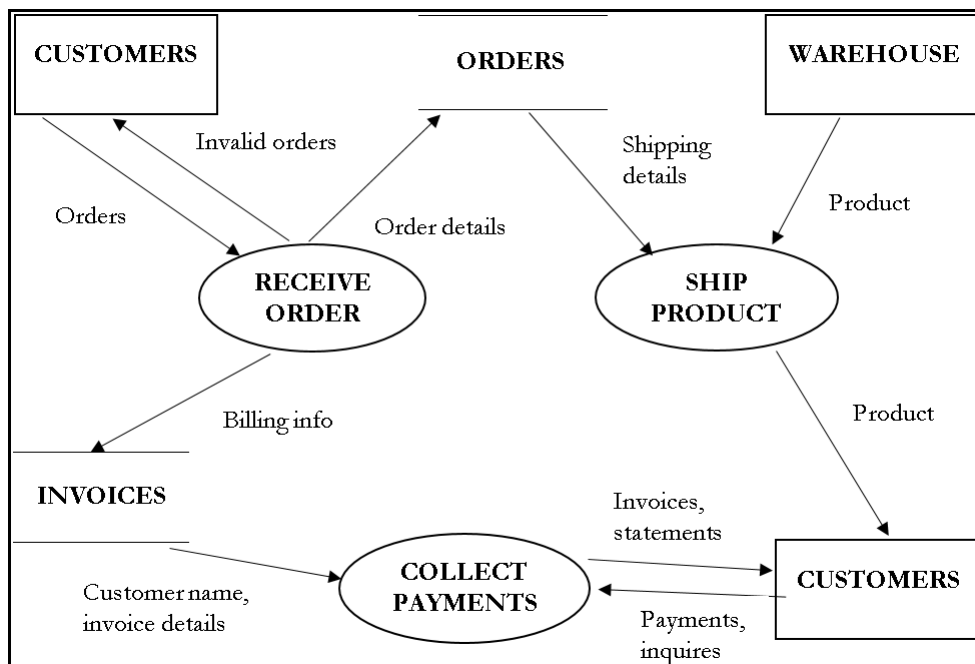 CUSTOMERS
ORDERS
WAREHOUSE
Invalid orders
Shipping
details
Orders
Order details
Product
RECEIVE
ORDER
SHIP
PRODUCT
Billing info
Product
INVOICES
Invoices,
statements
Customer name,
invoice details
COLLECT
PAYMENTS
CUSTOMERS
Payments,
inquires